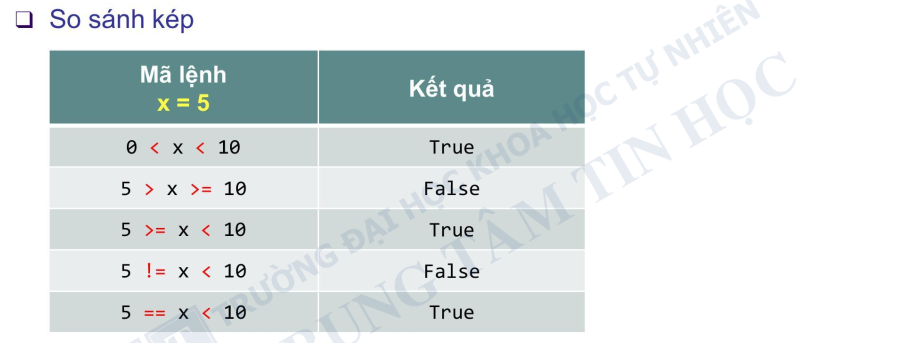 So sánh kép
Mã lệnh
x = 5
Kết quả
0 < x < 10
True
5 > x >= 10
False
5 >= x < 10
True
5 != x < 10
False
5 == x < 10
True
TRƯỜNG ĐẠI HỌC KHOA HỌC TỰ NHIÊN
TRUNG TÂM TIN HỌC